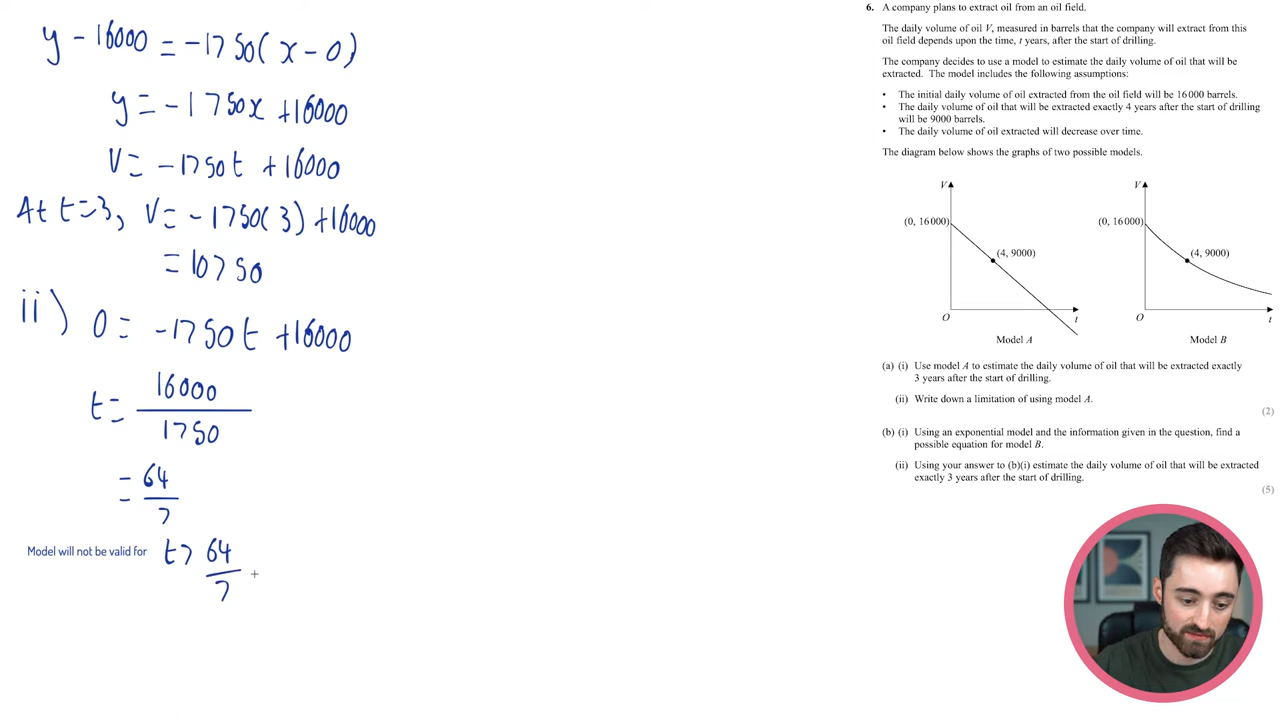 y - 16000 = -1750(x - 0)
y = -1750x + 16000
V = -1750t + 16000
At t=3, V = -1750(3) + 16000
= 10750
ii) 0 = -1750t + 16000
t = 16000
1750
= 64
7
Model will not be valid for t > 64
7
6. A company plans to extract oil from an oil field.
The daily volume of oil V, measured in barrels that the company will extract from this
oil field depends upon the time, t years, after the start of drilling.
The company decides to use a model to estimate the daily volume of oil that will be
extracted. The model includes the following assumptions:
• The initial daily volume of oil extracted from the oil field will be 16 000 barrels.
• The daily volume of oil that will be extracted exactly 4 years after the start of drilling
will be 9000 barrels.
• The daily volume of oil extracted will decrease over time.
The diagram below shows the graphs of two possible models.
V
(0, 16 000)
(4, 9000)
O
t
Model A
V
(0, 16 000)
(4, 9000)
O
t
Model B
(a) (i) Use model A to estimate the daily volume of oil that will be extracted exactly
3 years after the start of drilling.
(ii) Write down a limitation of using model A.
(2)
(b) (i) Using an exponential model and the information given in the question, find a
possible equation for model B.
(ii) Using your answer to (b)(i) estimate the daily volume of oil that will be extracted
exactly 3 years after the start of drilling.
(5)